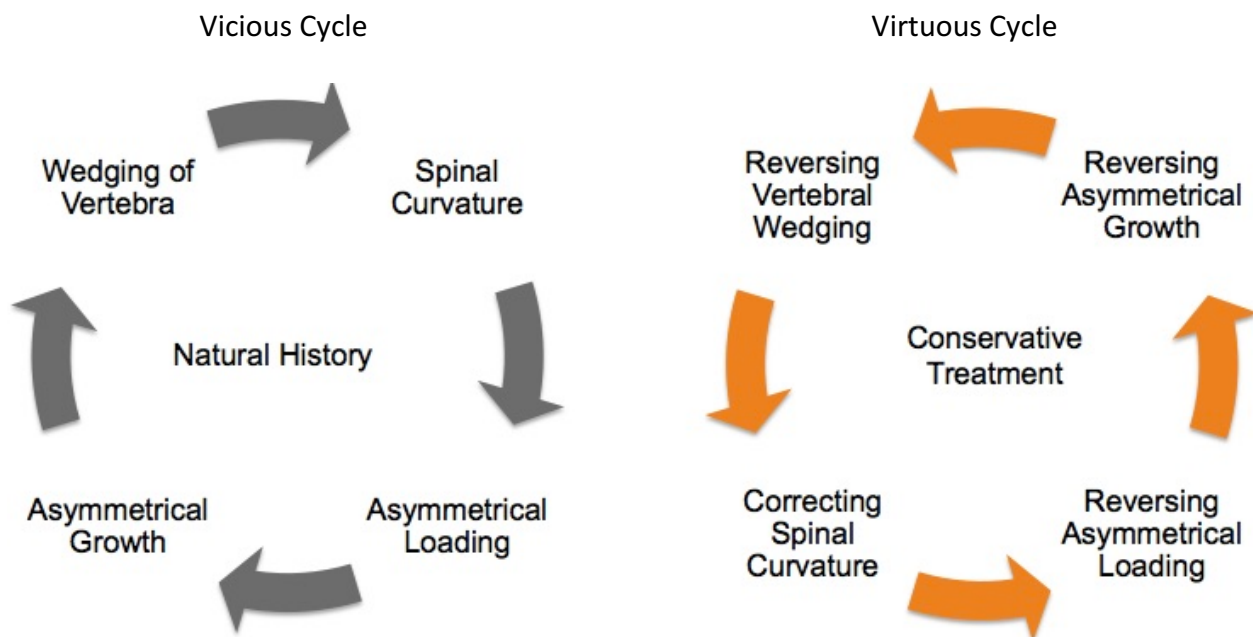 Vicious Cycle
Wedging of
Vertebra
Spinal
Curvature
Natural History
Asymmetrical
Growth
Asymmetrical
Loading
Virtuous Cycle
Reversing
Vertebral
Wedging
Reversing
Asymmetrical
Growth
Conservative
Treatment
Correcting
Spinal
Curvature
Reversing
Asymmetrical
Loading